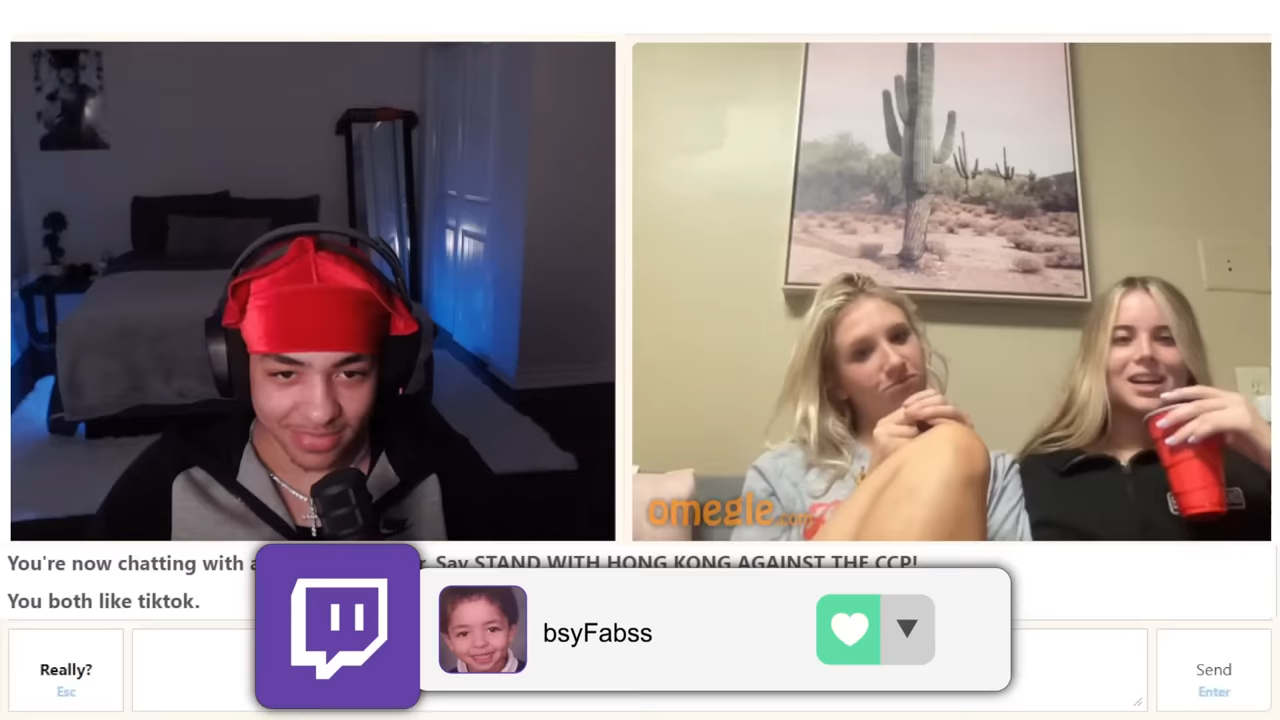 omegle.com
You're now chatting with a r. Say STAND WITH HONG KONG AGAINST THE CCP!
You both like tiktok.
bsyFabss
Really?
Esc
Send
Enter